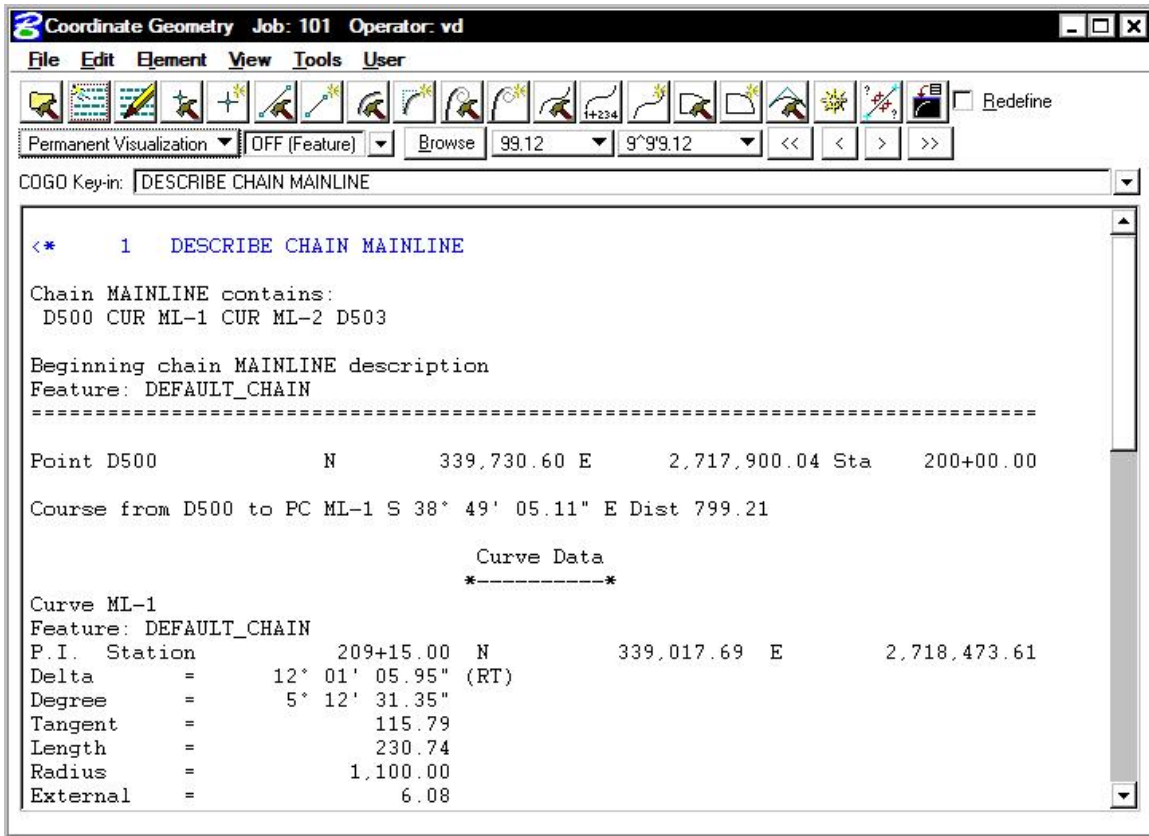 Coordinate Geometry Job: 101 Operator: vd
File Edit Element View Tools User
1+234
Redefine
Permanent Visualization OFF (Feature) Browse 99.12 9^9'9.12 << < > >>
COGO Key-in: DESCRIBE CHAIN MAINLINE
<* 1 DESCRIBE CHAIN MAINLINE
Chain MAINLINE contains:
D500 CUR ML-1 CUR ML-2 D503
Beginning chain MAINLINE description
Feature: DEFAULT_CHAIN
===============================================================================
Point D500 N 339,730.60 E 2,717,900.04 Sta 200+00.00
Course from D500 to PC ML-1 S 38° 49' 05.11" E Dist 799.21
Curve Data
*----------*
Curve ML-1
Feature: DEFAULT_CHAIN
P.I. Station 209+15.00 N 339,017.69 E 2,718,473.61
Delta = 12° 01' 05.95" (RT)
Degree = 5° 12' 31.35"
Tangent = 115.79
Length = 230.74
Radius = 1,100.00
External = 6.08